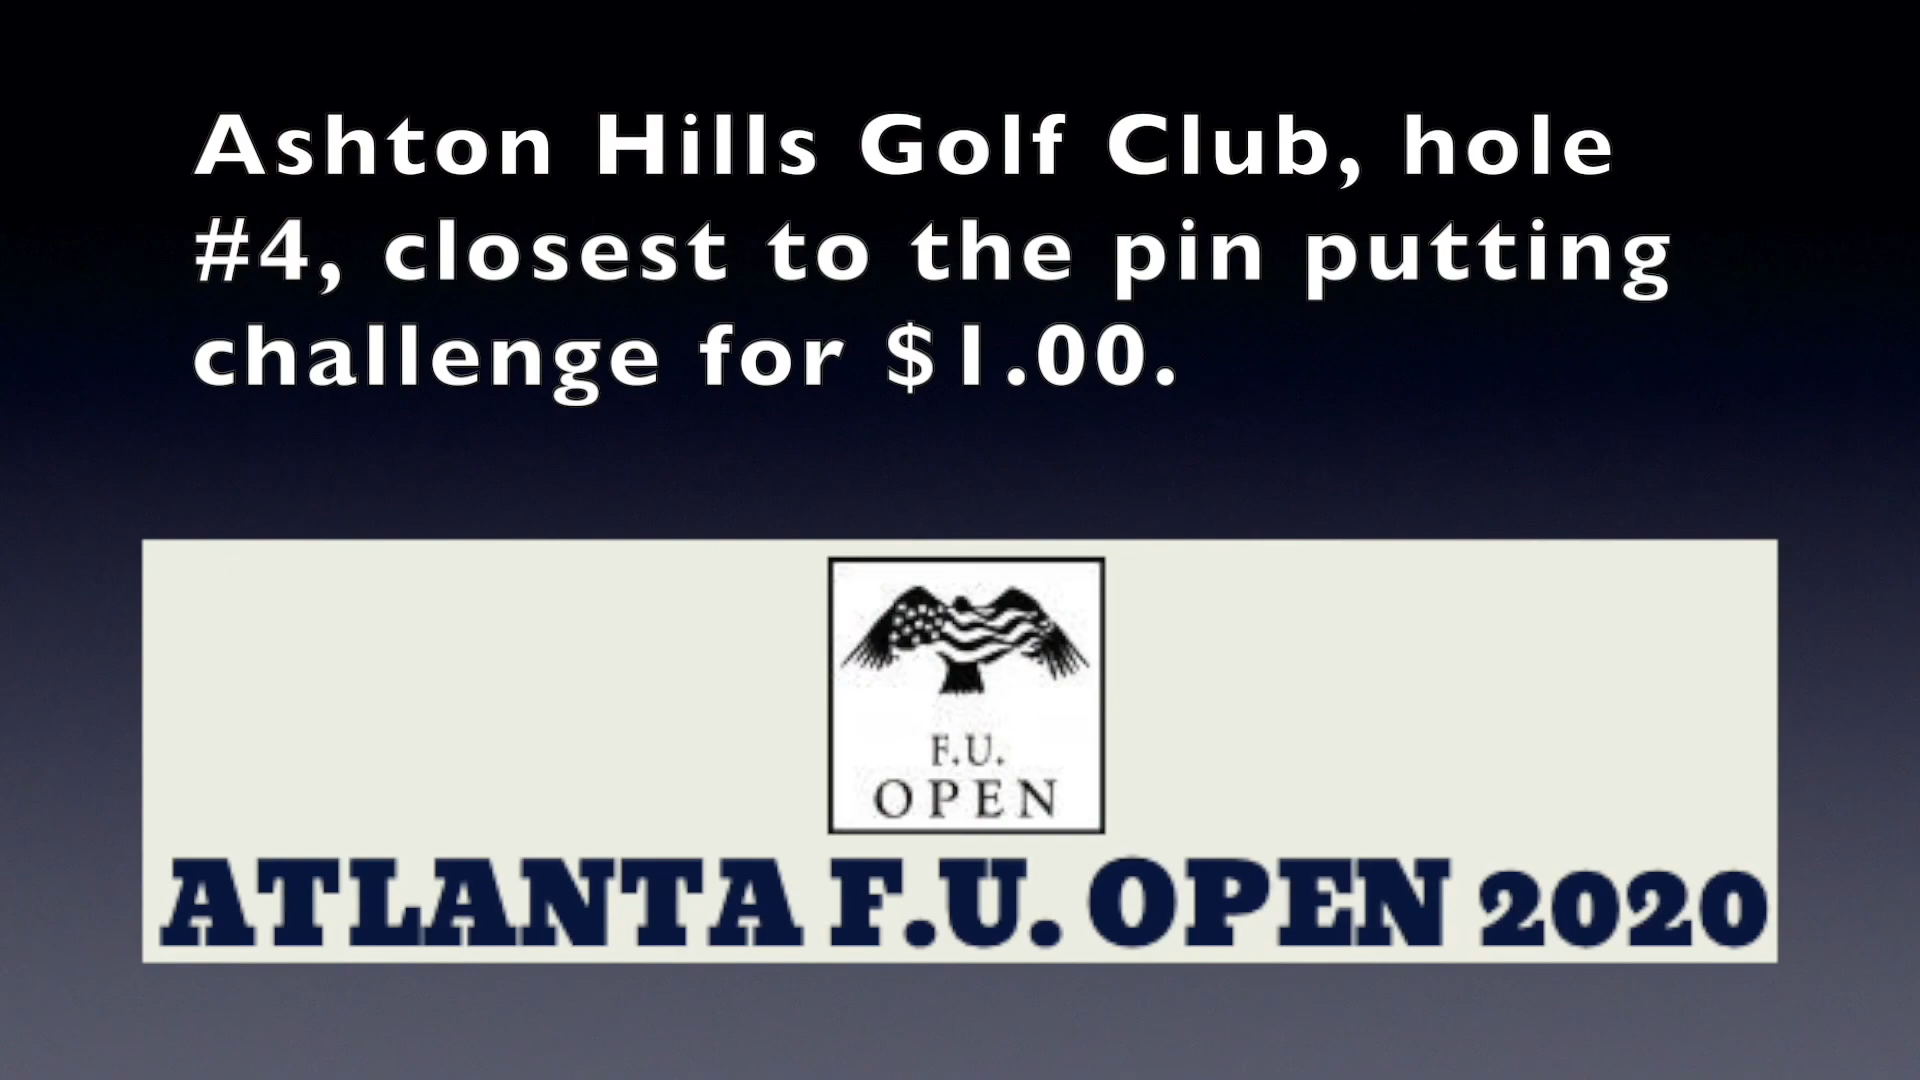 Ashton Hills Golf Club, hole
#4, closest to the pin putting
challenge for $1.00.
F.U.
OPEN
ATLANTA F.U. OPEN 2020